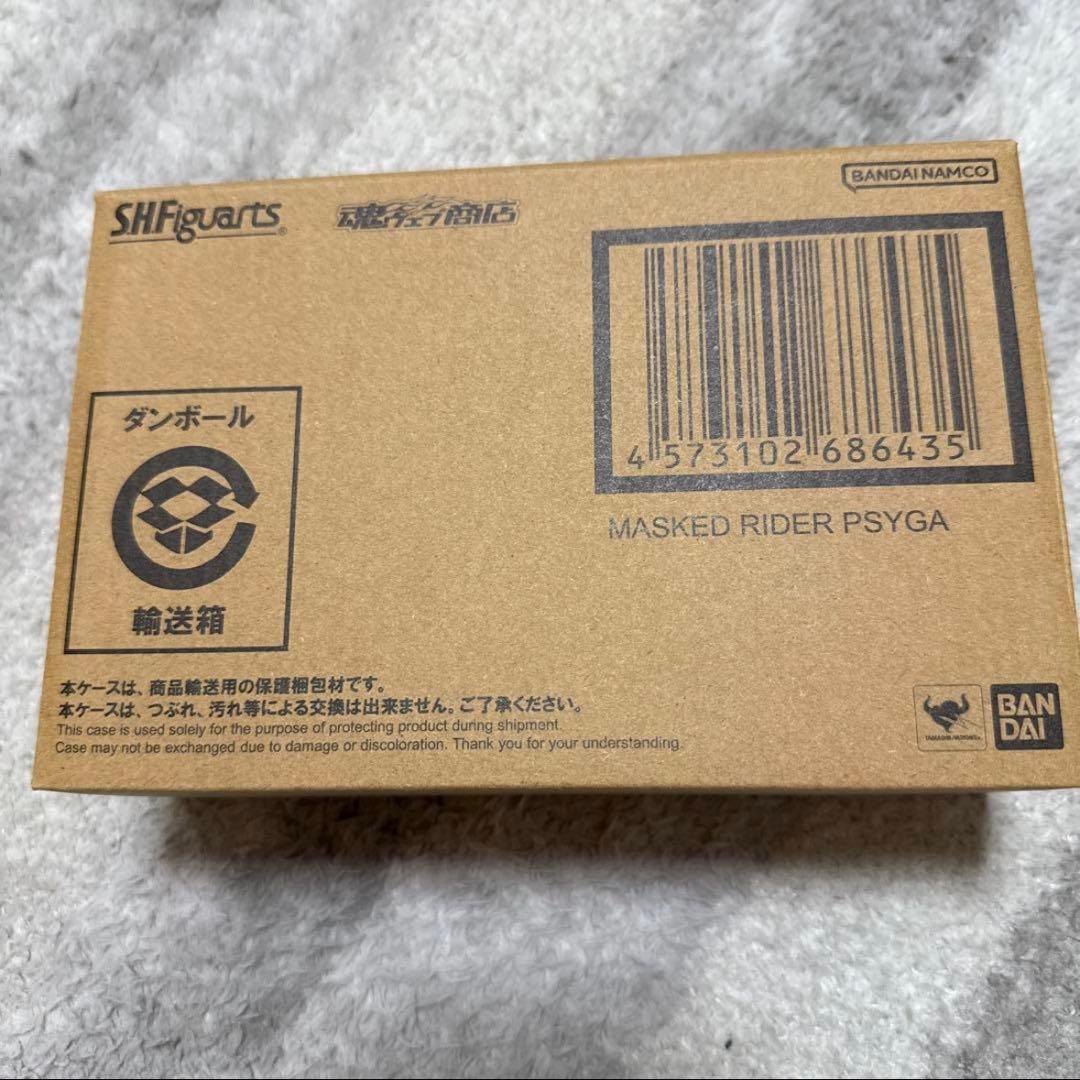 S.H.Figuarts®
魂ウェブ商店
BANDAI NAMCO
4 573102 686435
MASKED RIDER PSYGA
ダンボール
輸送箱
本ケースは、商品輸送用の保護梱包材です。
本ケースは、つぶれ、汚れ等による交換は出来ません。ご了承ください。
This case is used solely for the purpose of protecting product during shipment.
Case may not be exchanged due to damage or discoloration. Thank you for your understanding.
TAMASHII NATIONS
BAN
DAI